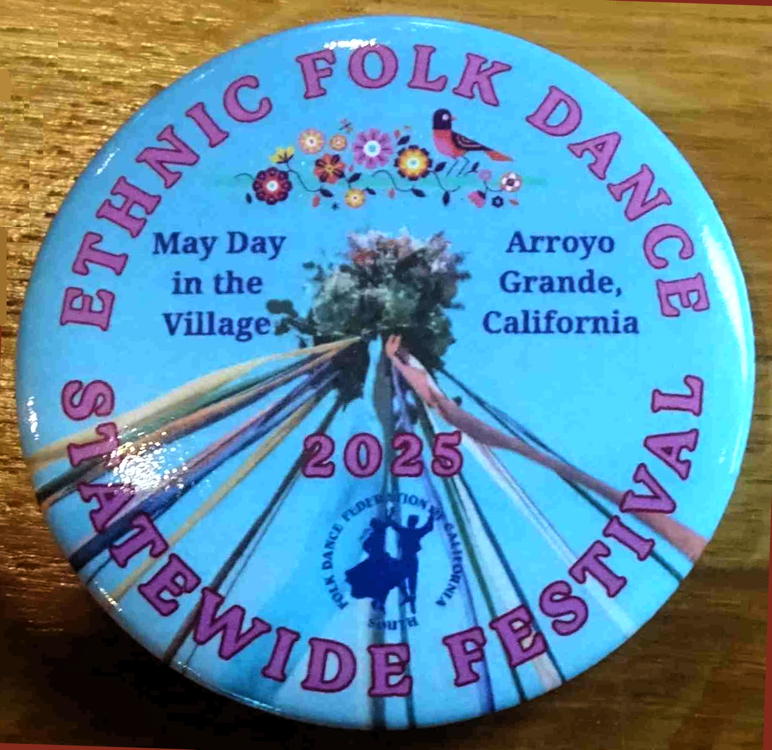 ETHNIC FOLK DANCE
May Day
in the
Village
Arroyo
Grande,
California
2025
FOLK DANCE FEDERATION OF CALIFORNIA
SOUTH
STATEWIDE FESTIVAL